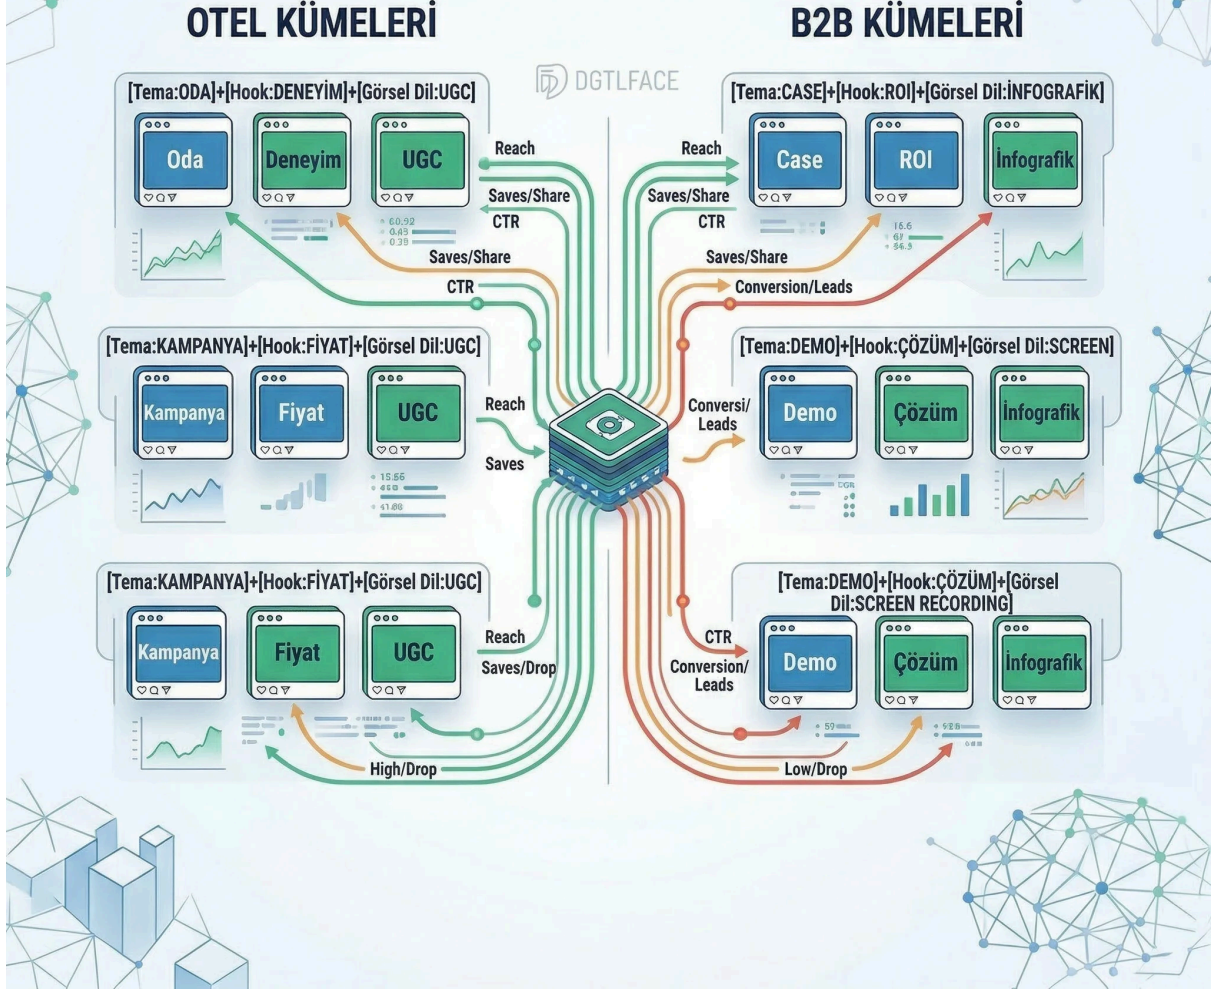 OTEL KÜMELERİ
B2B KÜMELERİ
DGTLFACE
[Tema:ODA]+[Hook:DENEYİM]+[Görsel Dil:UGC]
Oda
Deneyim
UGC
Reach
Saves/Share
CTR
Saves/Share
CTR
[Tema:CASE]+[Hook:ROI]+[Görsel Dil:İNFOGRAFİK]
Reach
Saves/Share
CTR
Case
ROI
İnfografik
Saves/Share
Conversion/Leads
[Tema:KAMPANYA]+[Hook:FİYAT]+[Görsel Dil:UGC]
Kampanya
Fiyat
UGC
Reach
Saves
[Tema:DEMO]+[Hook:ÇÖZÜM]+[Görsel Dil:SCREEN]
Conversi/
Leads
Demo
Çözüm
İnfografik
[Tema:KAMPANYA]+[Hook:FİYAT]+[Görsel Dil:UGC]
Kampanya
Fiyat
UGC
Reach
Saves/Drop
High/Drop
[Tema:DEMO]+[Hook:ÇÖZÜM]+[Görsel
Dil:SCREEN RECORDING]
CTR
Conversion/
Leads
Demo
Çözüm
İnfografik
Low/Drop